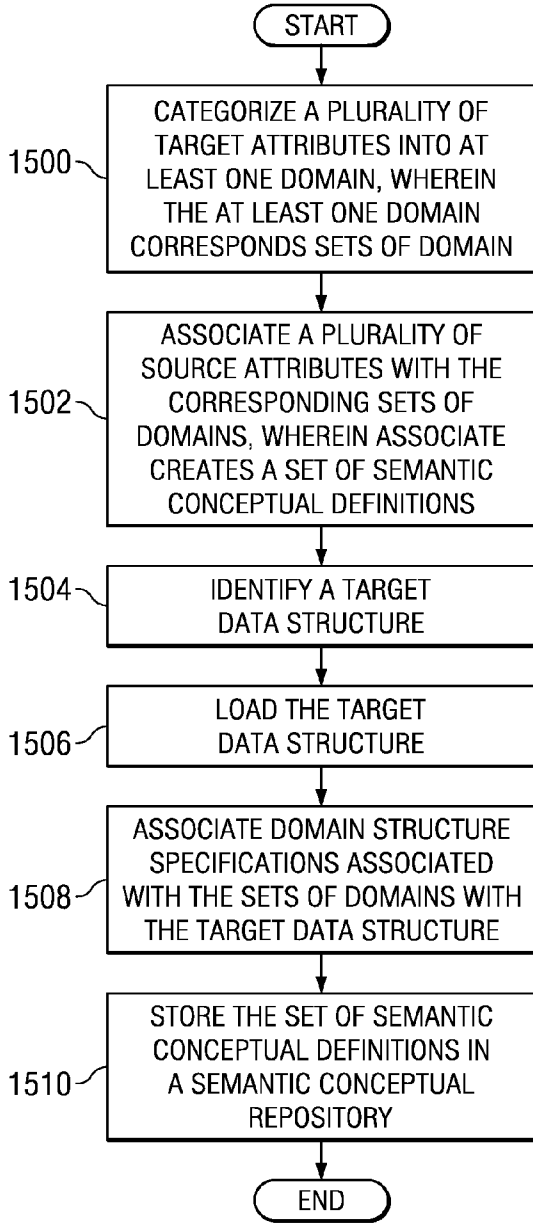 START
1500
CATEGORIZE A PLURALITY OF
TARGET ATTRIBUTES INTO AT
LEAST ONE DOMAIN, WHEREIN
THE AT LEAST ONE DOMAIN
CORRESPONDS SETS OF DOMAIN
1502
ASSOCIATE A PLURALITY OF
SOURCE ATTRIBUTES WITH THE
CORRESPONDING SETS OF
DOMAINS, WHEREIN ASSOCIATE
CREATES A SET OF SEMANTIC
CONCEPTUAL DEFINITIONS
1504
IDENTIFY A TARGET
DATA STRUCTURE
1506
LOAD THE TARGET
DATA STRUCTURE
1508
ASSOCIATE DOMAIN STRUCTURE
SPECIFICATIONS ASSOCIATED
WITH THE SETS OF DOMAINS WITH
THE TARGET DATA STRUCTURE
1510
STORE THE SET OF SEMANTIC
CONCEPTUAL DEFINITIONS IN
A SEMANTIC CONCEPTUAL
REPOSITORY
END